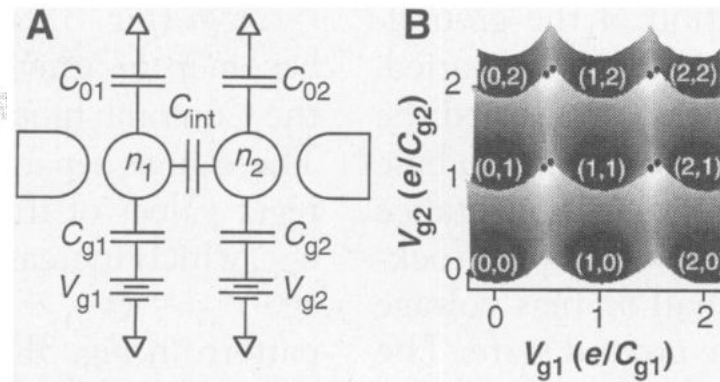 A
C01
C02
Cint
n1
n2
Cg1
Cg2
Vg1
Vg2
B
Vg2 (e/Cg2)
2
1
0
(0,2)
(1,2)
(2,2)
(0,1)
(1,1)
(2,1)
(0,0)
(1,0)
(2,0
0
1
2
Vg1 (e/Cg1)